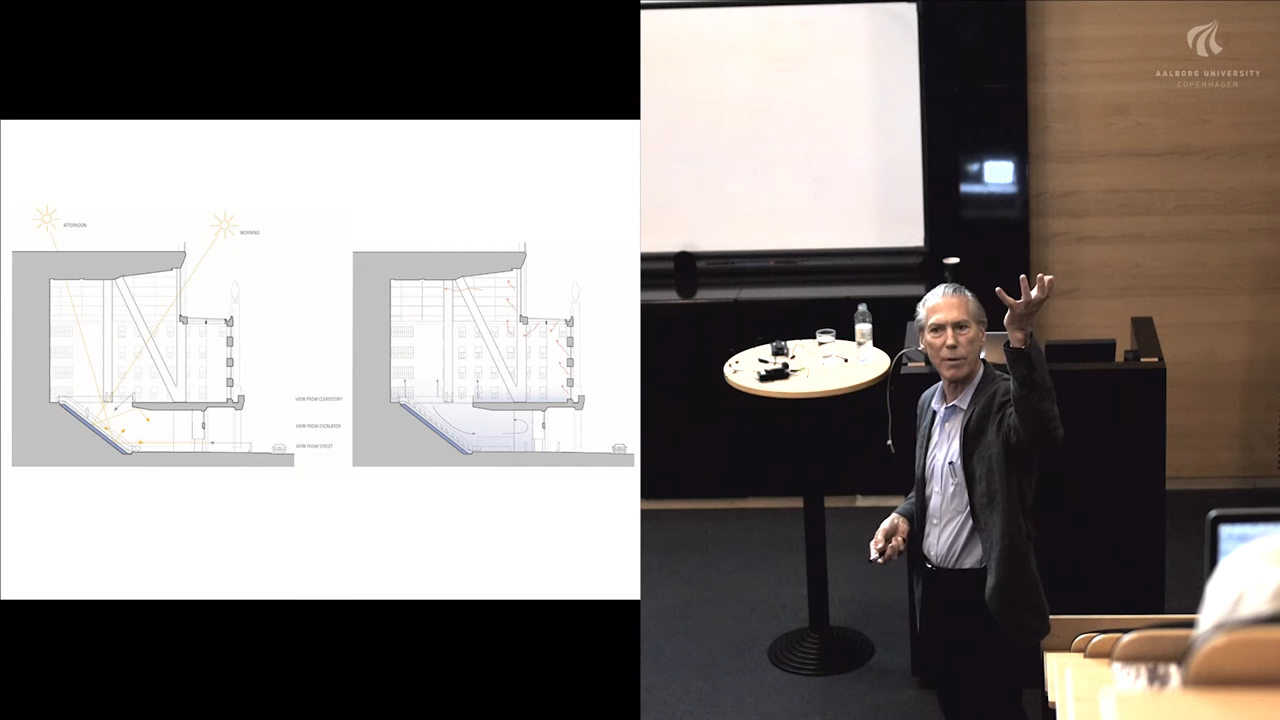 AFTERNOON
MORNING
VIEW FROM CLERESTORY
VIEW FROM ESCALATOR
VIEW FROM STREET
AALBORG UNIVERSITY
COPENHAGEN